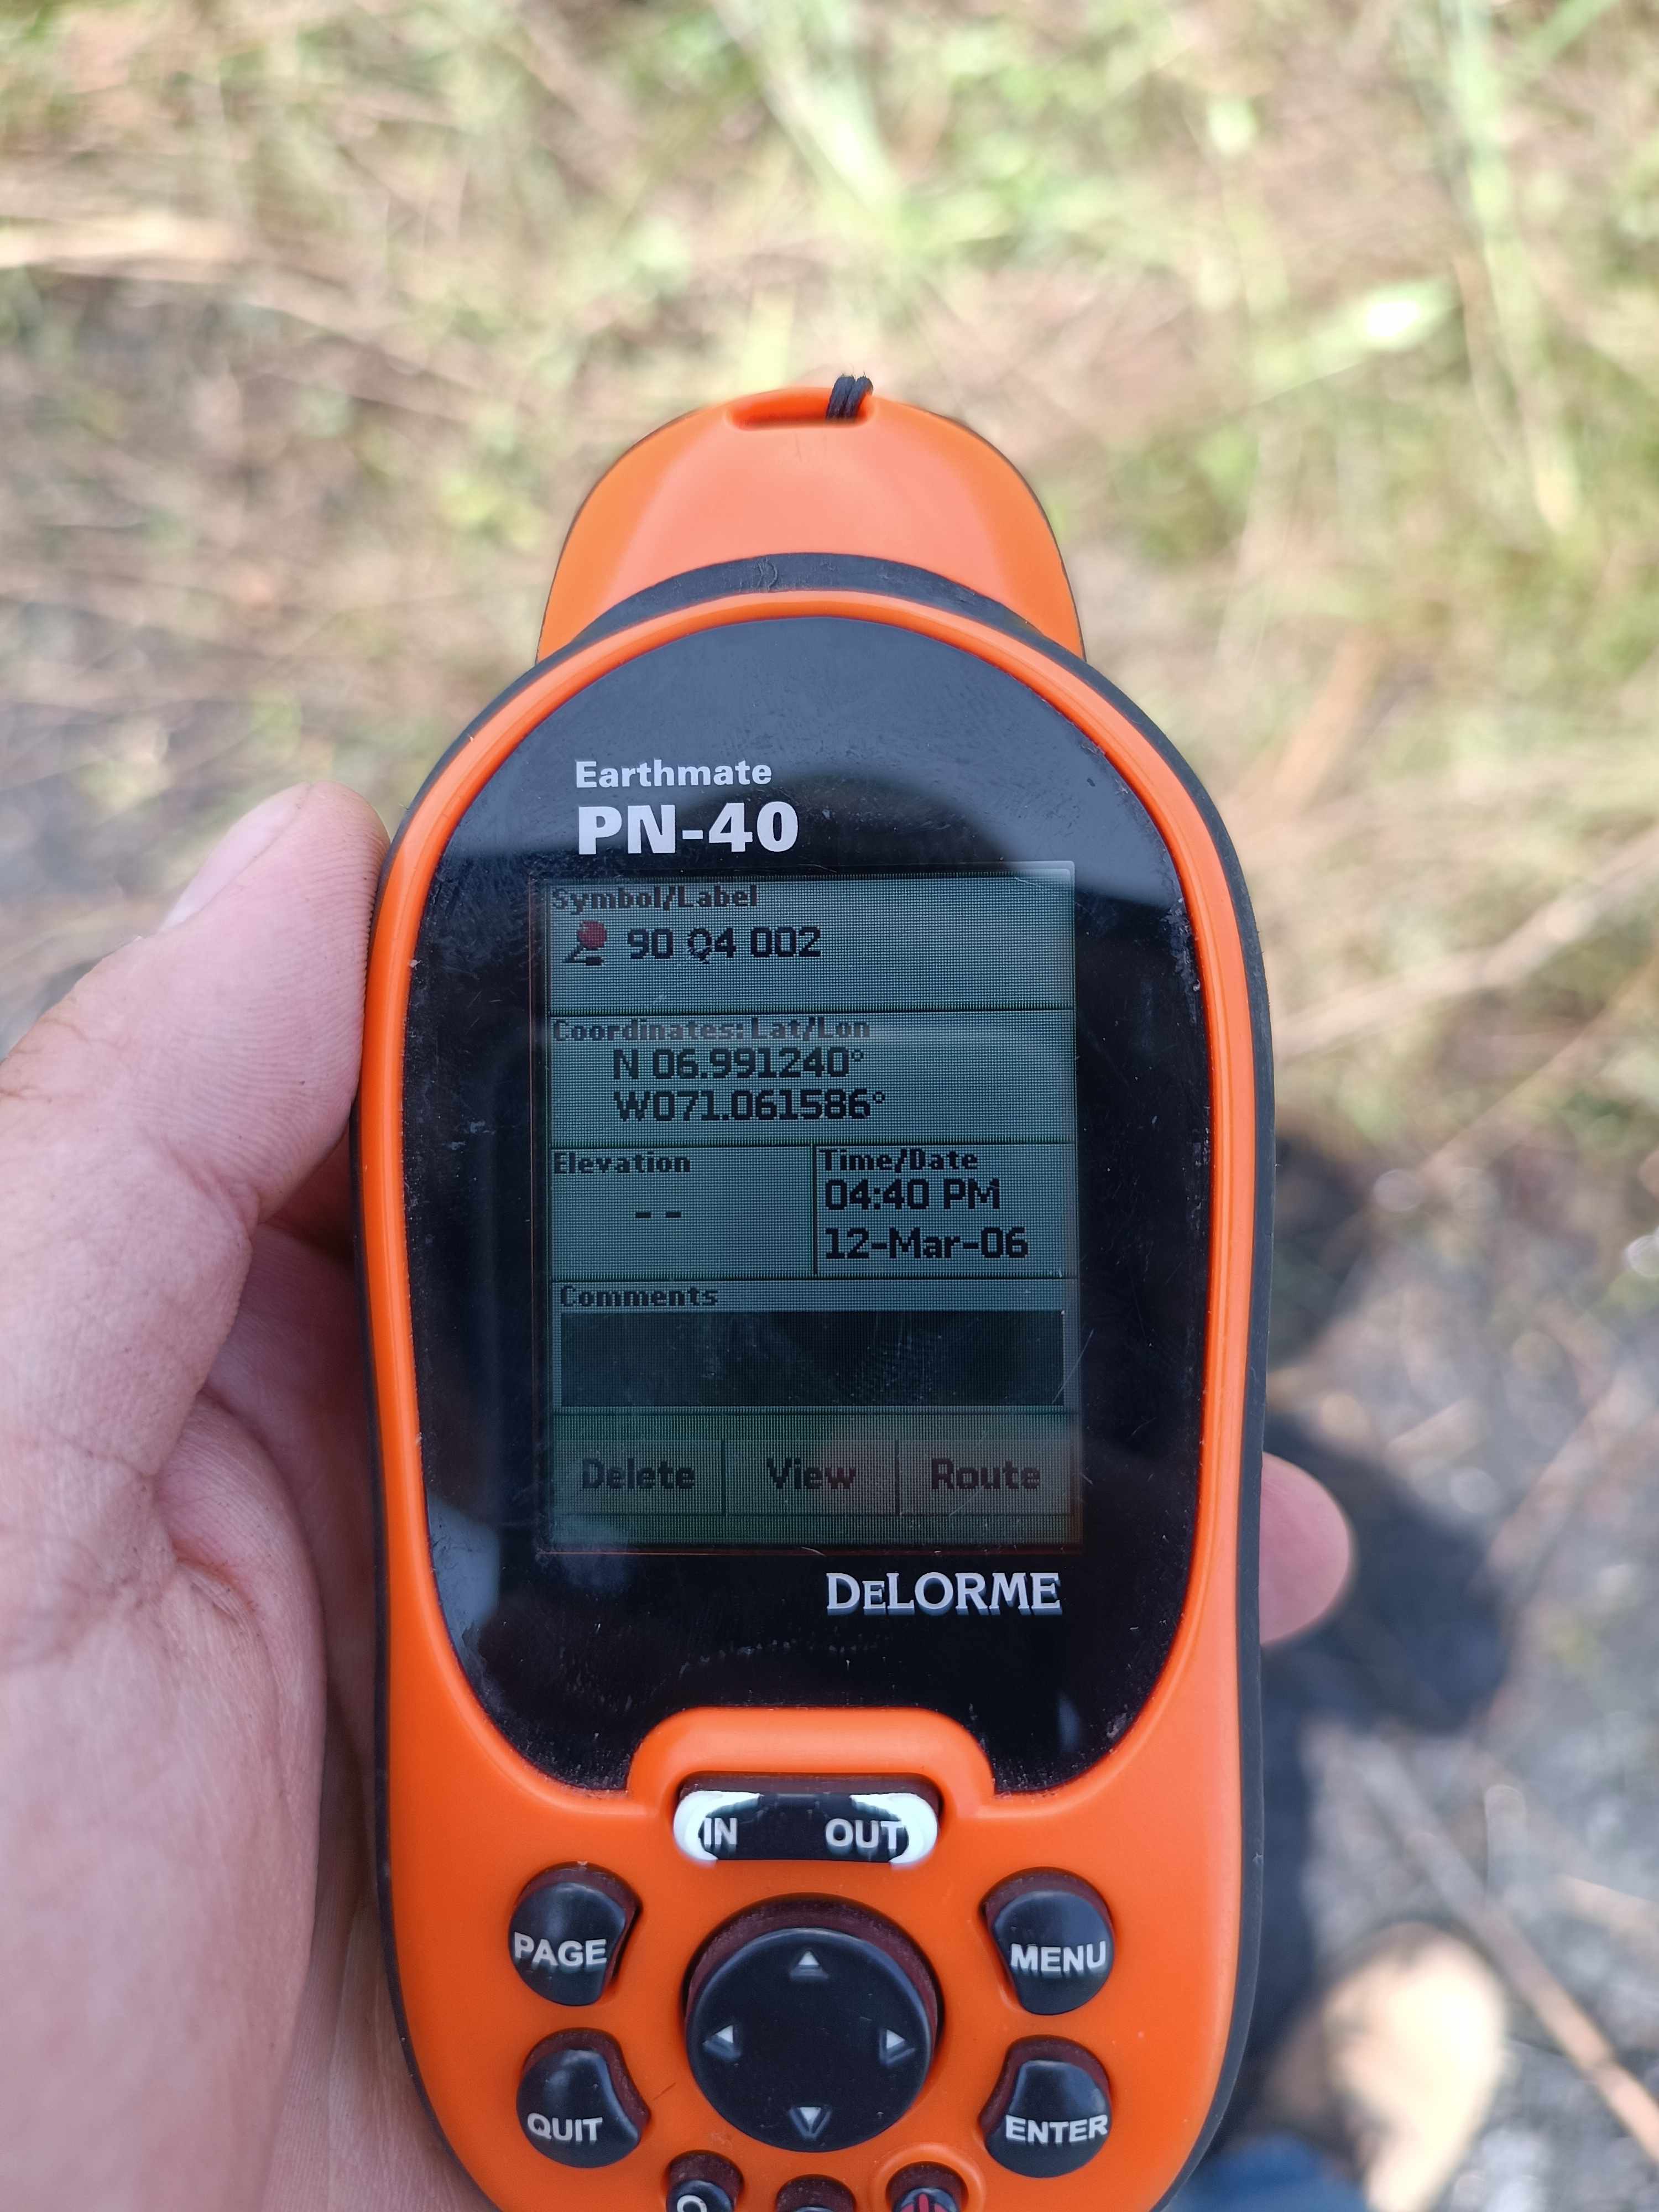 Earthmate
PN-40
Symbol/Label
90 Q4 002
Coordinates: Lat/Lon
N 06.991240°
W071.061586°
Elevation
--
Time/Date
04:40 PM
12-Mar-06
Comments
Delete View Route
DELORME
IN OUT
PAGE
MENU
QUIT
ENTER